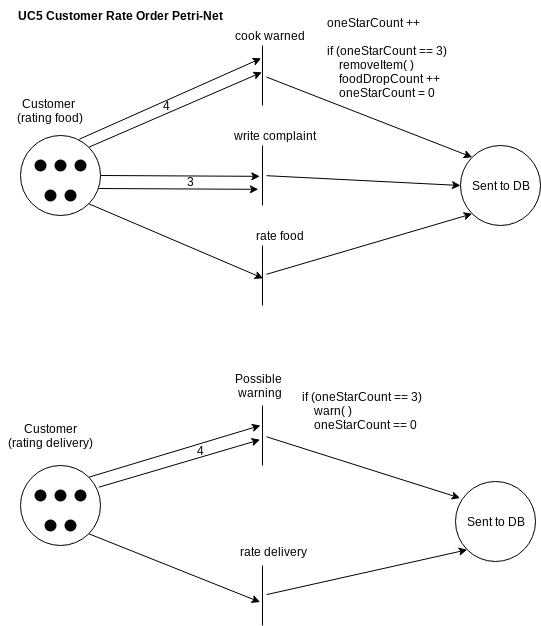 UC5 Customer Rate Order Petri-Net
oneStarCount ++
cook warned
if (oneStarCount == 3)
removeItem( )
foodDropCount ++
oneStarCount = 0
Customer
(rating food)
4
write complaint
3
Sent to DB
rate food
Possible
warning
if (oneStarCount == 3)
warn( )
oneStarCount == 0
Customer
(rating delivery)
4
Sent to DB
rate delivery